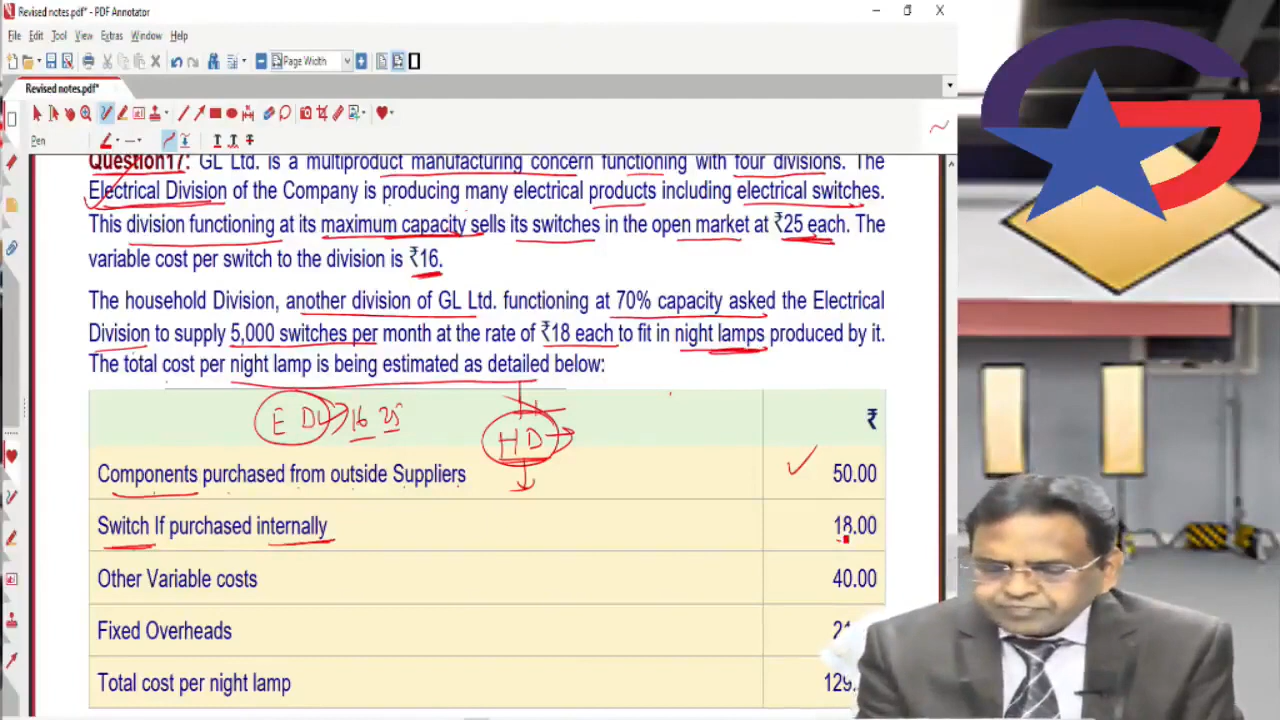 Revised notes.pdf* - PDF Annotator
File Edit Tool View Extras Window Help
Page Width
Revised notes.pdf*
Pen
Question17: GL Ltd. is a multiproduct manufacturing concern functioning with four divisions. The
Electrical Division of the Company is producing many electrical products including electrical switches.
This division functioning at its maximum capacity sells its switches in the open market at ₹25 each. The
variable cost per switch to the division is ₹16.
The household Division, another division of GL Ltd. functioning at 70% capacity asked the Electrical
Division to supply 5,000 switches per month at the rate of ₹18 each to fit in night lamps produced by it.
The total cost per night lamp is being estimated as detailed below:
E D 16 25
H D
₹
Components purchased from outside Suppliers 50.00
Switch If purchased internally 18.00
Other Variable costs 40.00
Fixed Overheads
Total cost per night lamp 129.